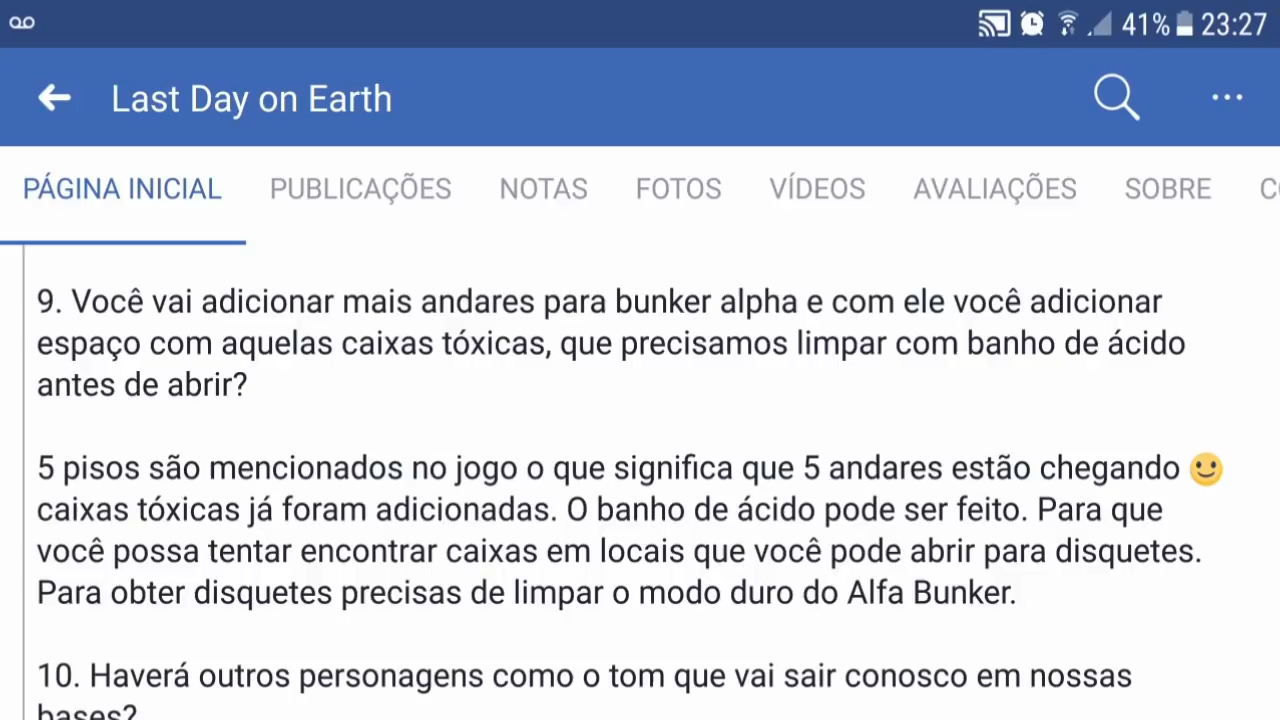 41% 23:27
Last Day on Earth
PÁGINA INICIAL PUBLICAÇÕES NOTAS FOTOS VÍDEOS AVALIAÇÕES SOBRE
9. Você vai adicionar mais andares para bunker alpha e com ele você adicionar
espaço com aquelas caixas tóxicas, que precisamos limpar com banho de ácido
antes de abrir?
5 pisos são mencionados no jogo o que significa que 5 andares estão chegando 🙂
caixas tóxicas já foram adicionadas. O banho de ácido pode ser feito. Para que
você possa tentar encontrar caixas em locais que você pode abrir para disquetes.
Para obter disquetes precisas de limpar o modo duro do Alfa Bunker.
10. Haverá outros personagens como o tom que vai sair conosco em nossas
bases?